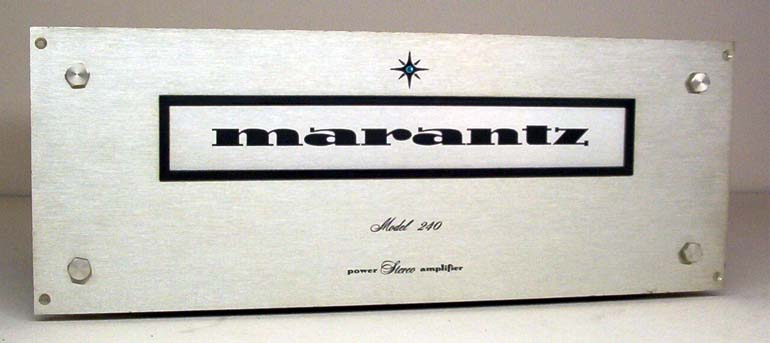 marantz
Model 240
power Stereo amplifier